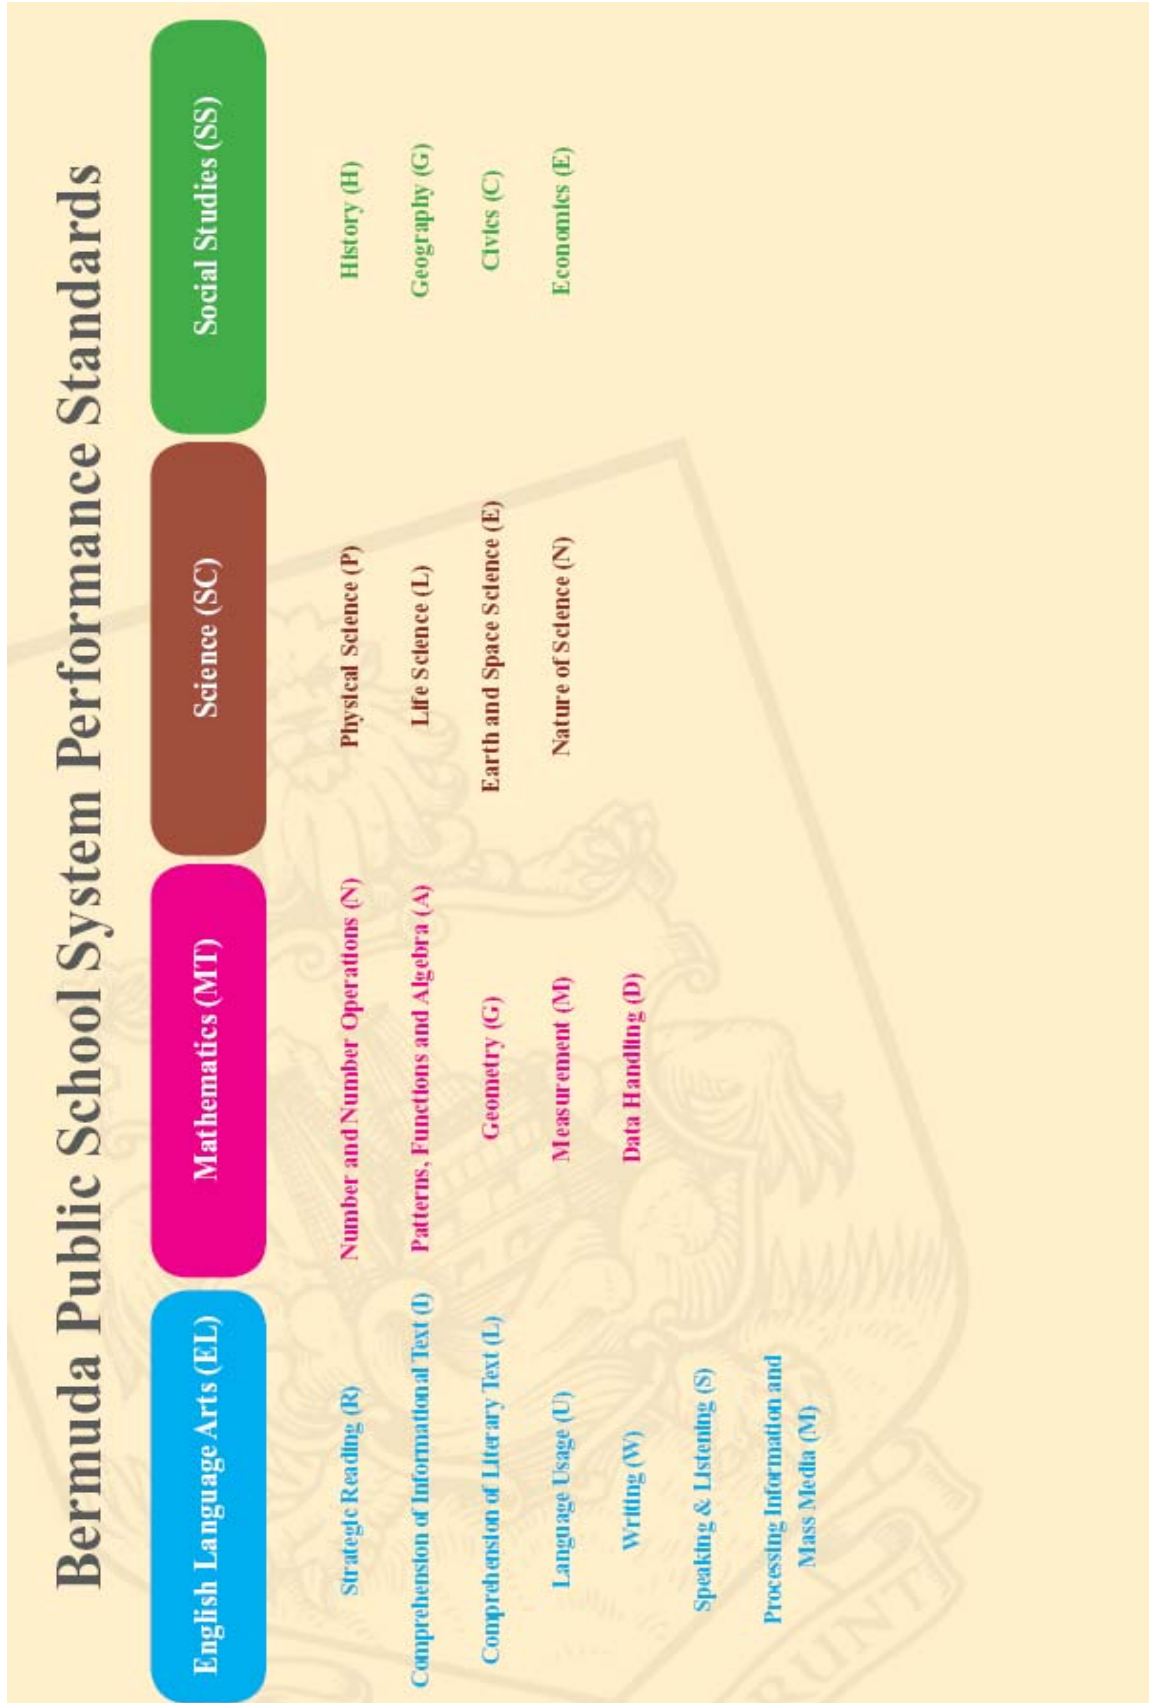 Bermuda Public School System Performance Standards
English Language Arts (EL)
Strategic Reading (R)
Comprehension of Informational Text (I)
Comprehension of Literary Text (L)
Language Usage (U)
Writing (W)
Speaking & Listening (S)
Processing Information and
Mass Media (M)
Mathematics (MT)
Number and Number Operations (N)
Patterns, Functions and Algebra (A)
Geometry (G)
Measurement (M)
Data Handling (D)
Science (SC)
Physical Science (P)
Life Science (L)
Earth and Space Science (E)
Nature of Science (N)
Social Studies (SS)
History (H)
Geography (G)
Civics (C)
Economics (E)